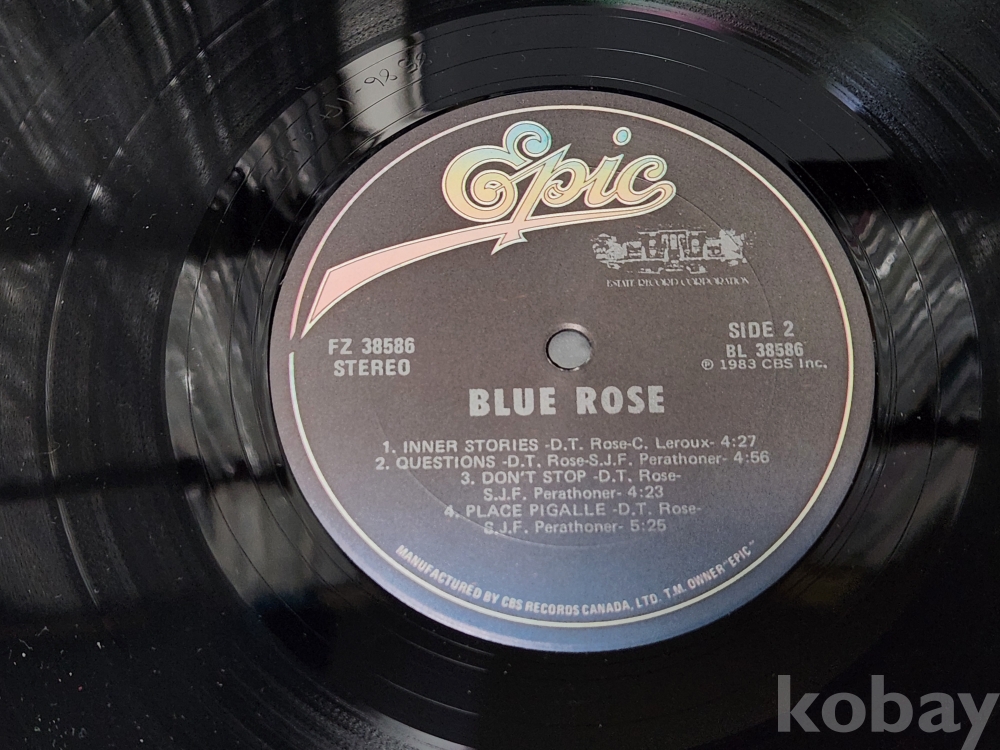 Epic
ESTATE RECORD CORPORATION
FZ 38586
STEREO
SIDE 2
BL 38586
℗ 1983 CBS Inc.
BLUE ROSE
1. INNER STORIES -D.T. Rose-C. Leroux- 4:27
2. QUESTIONS -D.T. Rose-S.J.F. Perathoner- 4:56
3. DON'T STOP -D.T. Rose-
S.J.F. Perathoner- 4:23
4. PLACE PIGALLE -D.T. Rose-
S.J.F. Perathoner- 5:25
MANUFACTURED BY CBS RECORDS CANADA, LTD. T.M. OWNER "EPIC"
kobay